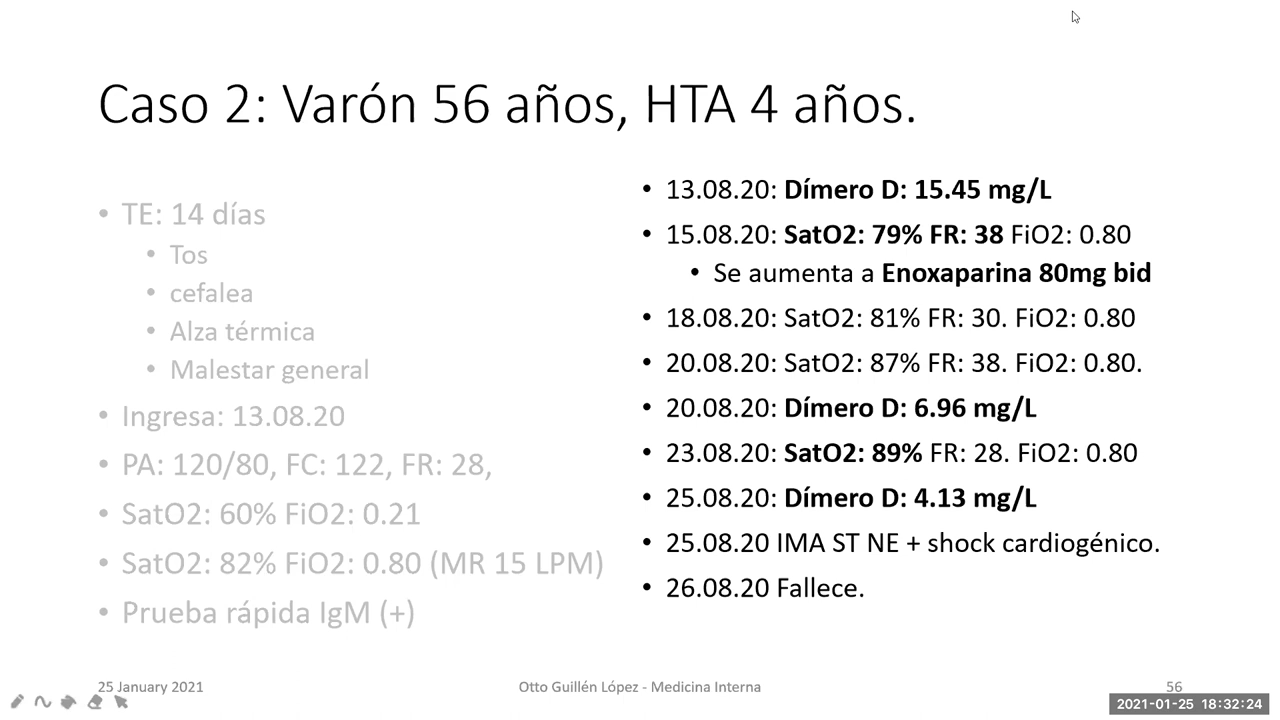 Caso 2: Varón 56 años, HTA 4 años.
• TE: 14 días
• Tos
• cefalea
• Alza térmica
• Malestar general
• Ingresa: 13.08.20
• PA: 120/80, FC: 122, FR: 28,
• SatO2: 60% FiO2: 0.21
• SatO2: 82% FiO2: 0.80 (MR 15 LPM)
• Prueba rápida IgM (+)
• 13.08.20: Dímero D: 15.45 mg/L
• 15.08.20: SatO2: 79% FR: 38 FiO2: 0.80
• Se aumenta a Enoxaparina 80mg bid
• 18.08.20: SatO2: 81% FR: 30. FiO2: 0.80
• 20.08.20: SatO2: 87% FR: 38. FiO2: 0.80.
• 20.08.20: Dímero D: 6.96 mg/L
• 23.08.20: SatO2: 89% FR: 28. FiO2: 0.80
• 25.08.20: Dímero D: 4.13 mg/L
• 25.08.20 IMA ST NE + shock cardiogénico.
• 26.08.20 Fallece.
25 January 2021
Otto Guillén López - Medicina Interna
56
2021-01-25 18:32:24